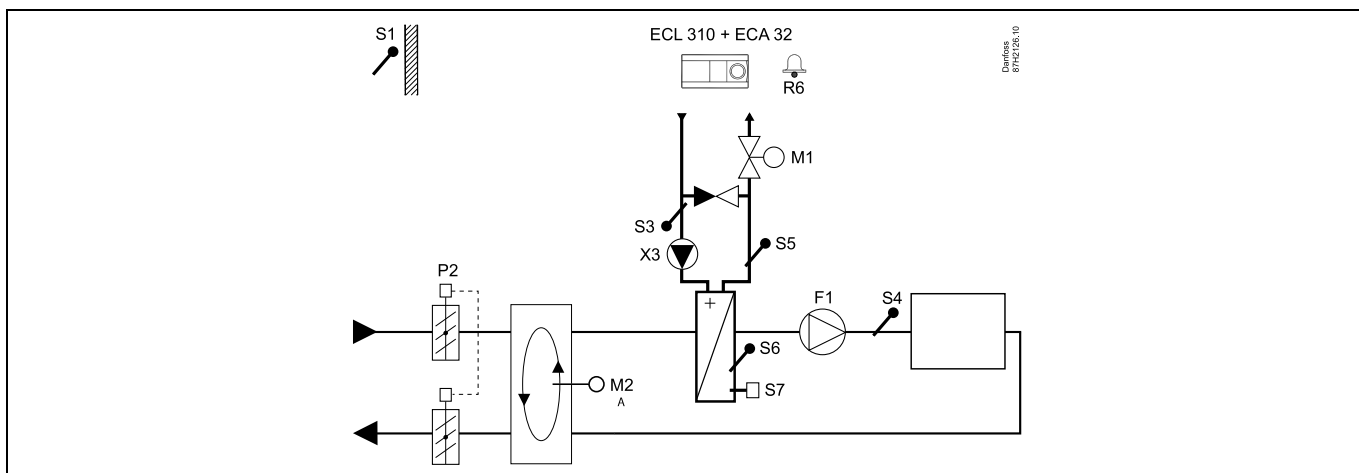 S1
ECL 310 + ECA 32
R6
Danfoss
87H2126.10
M1
S3
S5
X3
P2
+
F1
S4
S6
M2
A
S7